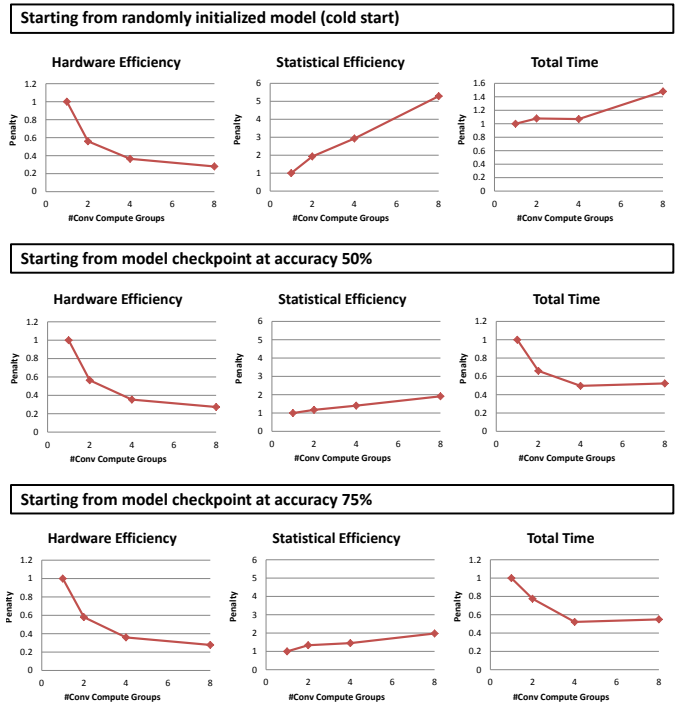 Starting from randomly initialized model (cold start)
Hardware Efficiency
Statistical Efficiency
Total Time
Penalty
1.2
1
0.8
0.6
0.4
0.2
0
0 2 4 6 8
#Conv Compute Groups
Penalty
6
5
4
3
2
1
0
0 2 4 6 8
#Conv Compute Groups
Penalty
1.6
1.4
1.2
1
0.8
0.6
0.4
0.2
0
0 2 4 6 8
#Conv Compute Groups
Starting from model checkpoint at accuracy 50%
Hardware Efficiency
Statistical Efficiency
Total Time
Penalty
1.2
1
0.8
0.6
0.4
0.2
0
0 2 4 6 8
#Conv Compute Groups
Penalty
6
5
4
3
2
1
0
0 2 4 6 8
#Conv Compute Groups
Penalty
1.2
1
0.8
0.6
0.4
0.2
0
0 2 4 6 8
#Conv Compute Groups
Starting from model checkpoint at accuracy 75%
Hardware Efficiency
Statistical Efficiency
Total Time
Penalty
1.2
1
0.8
0.6
0.4
0.2
0
0 2 4 6 8
#Conv Compute Groups
Penalty
6
5
4
3
2
1
0
0 2 4 6 8
#Conv Compute Groups
Penalty
1.2
1
0.8
0.6
0.4
0.2
0
0 2 4 6 8
#Conv Compute Groups